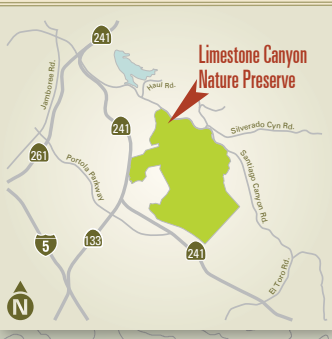 241
Limestone Canyon
Nature Preserve
Jamboree Rd.
Haul Rd.
241
Silverado Cyn Rd.
261
Portola Parkway
Santiago Canyon Rd.
5
133
241
El Toro Rd.
N